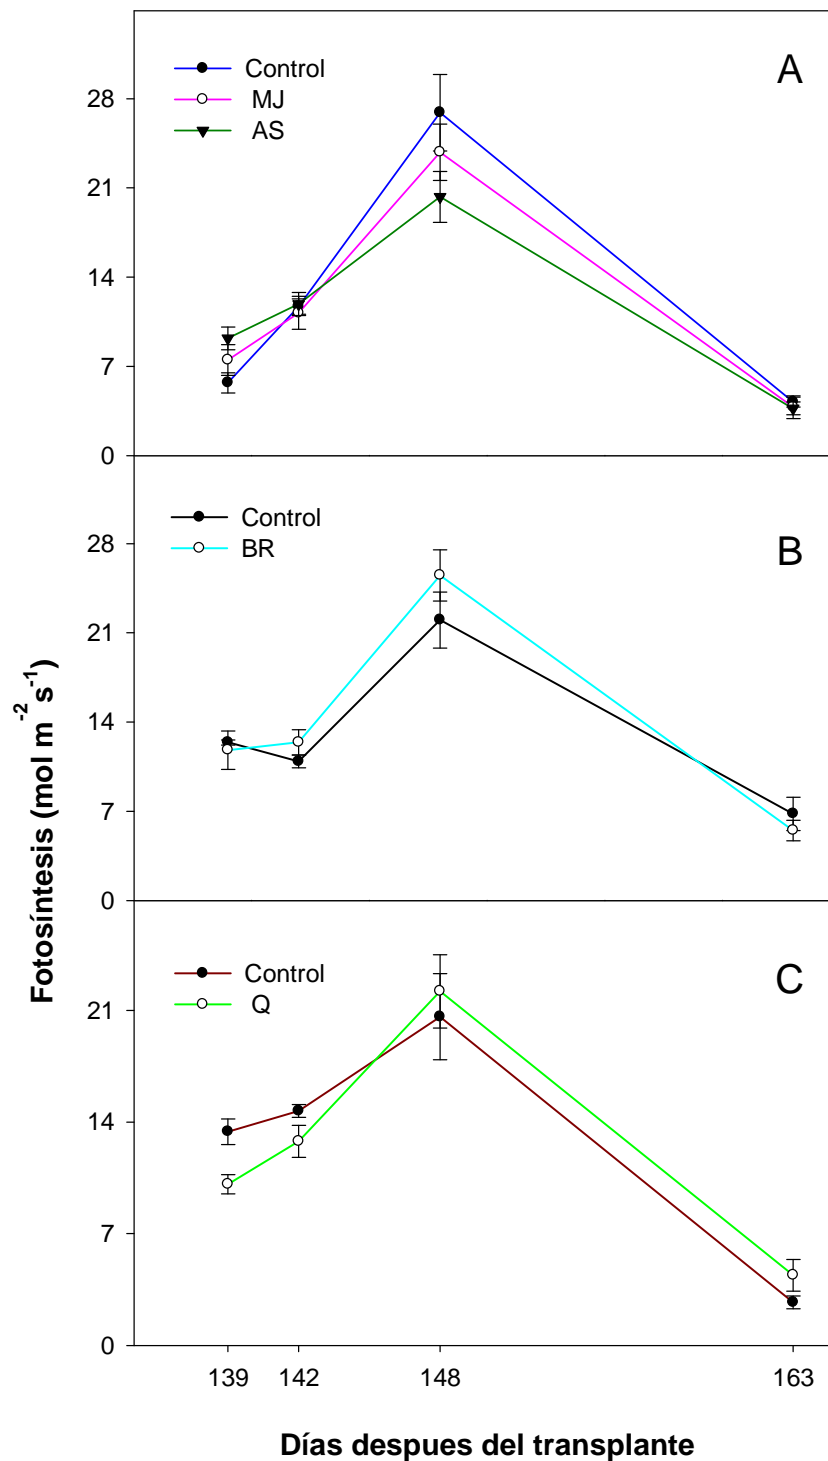 A
Control
MJ
AS
28
21
14
7
0
B
Control
BR
28
21
14
7
0
C
Control
Q
21
14
7
0
Fotosíntesis (mol m⁻² s⁻¹)
139 142 148 163
Días despues del transplante